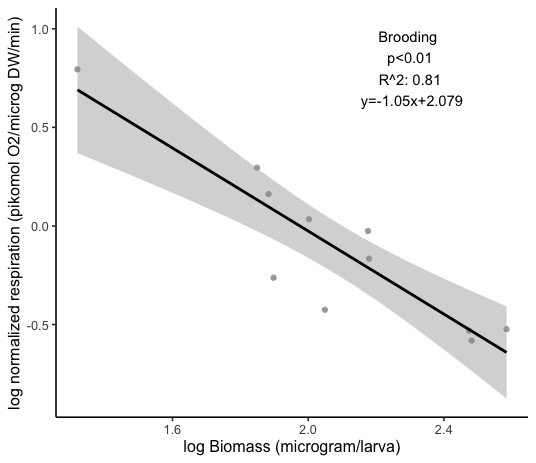 Brooding
p<0.01
R^2: 0.81
y=-1.05x+2.079
log normalized respiration (pikomol O2/microg DW/min)
1.0
0.5
0.0
-0.5
1.6
2.0
2.4
log Biomass (microgram/larva)